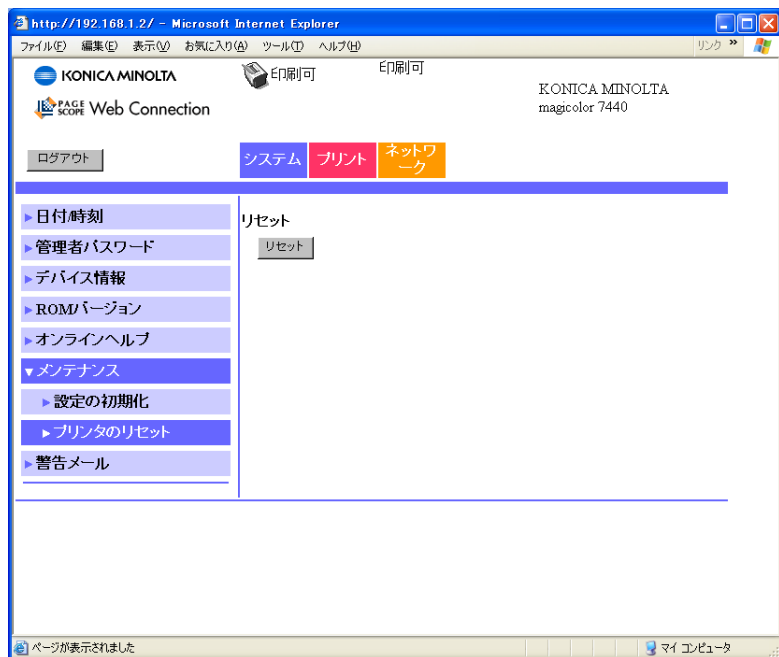 http://192.168.1.2/ - Microsoft Internet Explorer
ファイル(F) 編集(E) 表示(V) お気に入り(A) ツール(T) ヘルプ(H) リンク »
KONICA MINOLTA
印刷可
印刷可
PAGE SCOPE Web Connection
KONICA MINOLTA
magicolor 7440
ログアウト
システム
プリント
ネットワ
ーク
日付/時刻
管理者パスワード
デバイス情報
ROMバージョン
オンラインヘルプ
メンテナンス
設定の初期化
プリンタのリセット
警告メール
リセット
リセット
ページが表示されました マイ コンピュータ